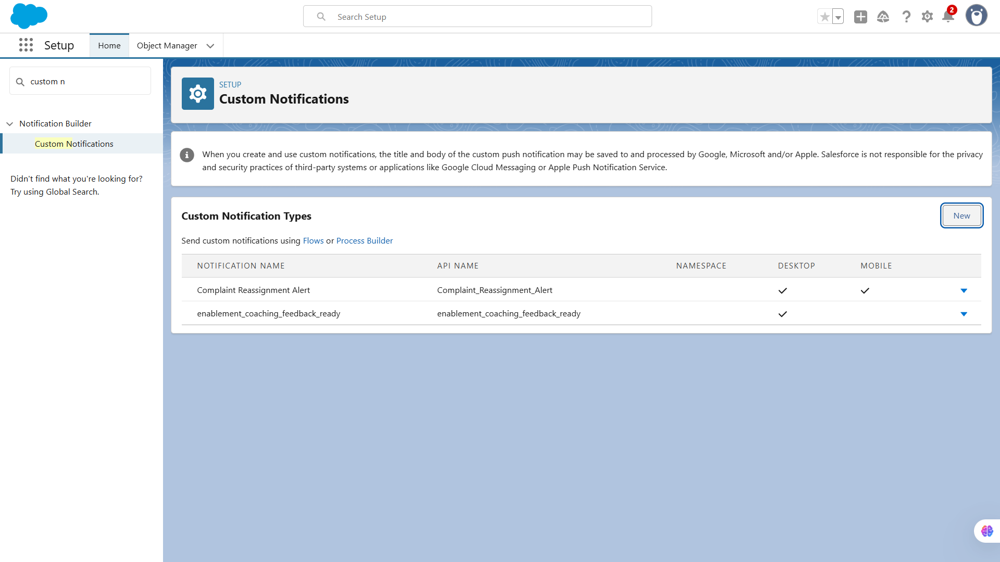 Search Setup
2
Setup
Home
Object Manager
custom n
Notification Builder
Custom Notifications
Didn't find what you're looking for?
Try using Global Search.
SETUP
Custom Notifications
When you create and use custom notifications, the title and body of the custom push notification may be saved to and processed by Google, Microsoft and/or Apple. Salesforce is not responsible for the privacy
and security practices of third-party systems or applications like Google Cloud Messaging or Apple Push Notification Service.
Custom Notification Types
New
Send custom notifications using Flows or Process Builder
NOTIFICATION NAME API NAME NAMESPACE DESKTOP MOBILE
Complaint Reassignment Alert Complaint_Reassignment_Alert
enablement_coaching_feedback_ready enablement_coaching_feedback_ready